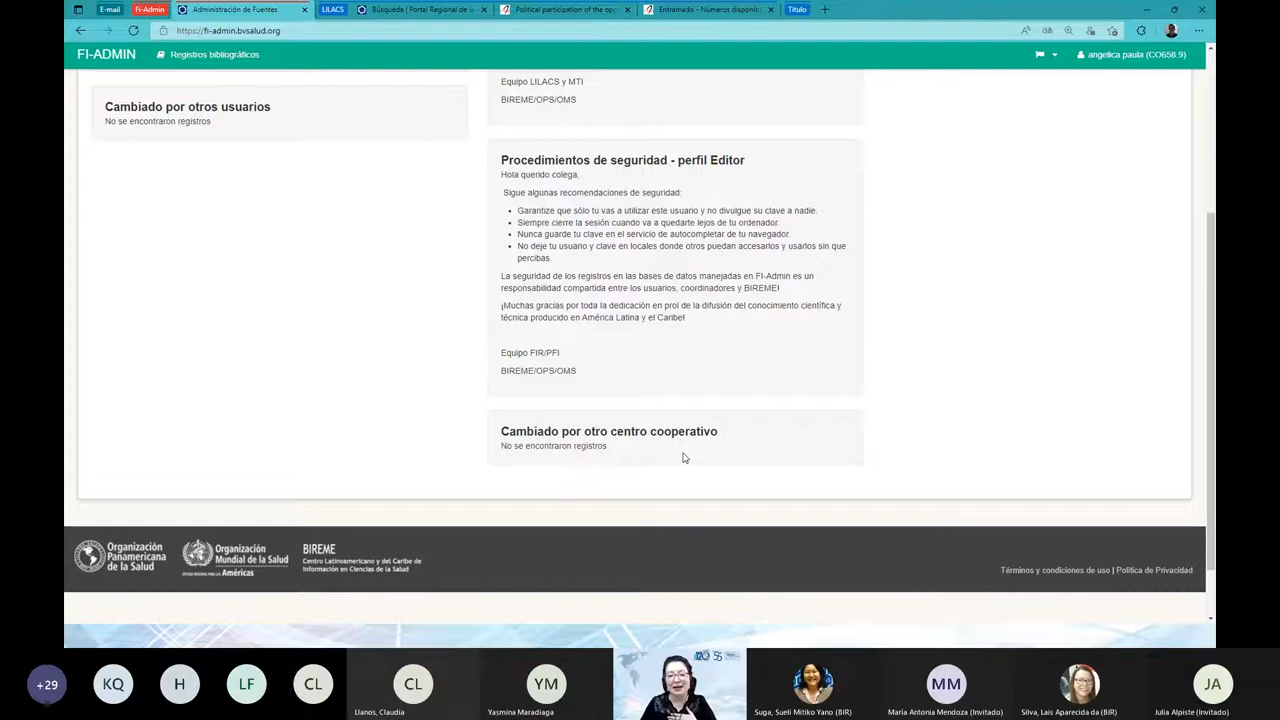 E-mail
Fi-Admin
Administración de Fuentes
LILACS
Búsqueda | Portal Regional de la
Political participation of the opp
Entramado - Números disponib
Titulo
https://fi-admin.bvsalud.org
FI-ADMIN
Registros bibliográficos
angelica.paula (CO658.9)
Equipo LILACS y MTI
BIREME/OPS/OMS
Cambiado por otros usuarios
No se encontraron registros
Procedimientos de seguridad - perfil Editor
Hola querido colega,
Sigue algunas recomendaciones de seguridad:
Garantize que sólo tu vas a utilizar este usuario y no divulgue su clave a nadie.
Siempre cierre la sesión cuando va a quedarte lejos de tu ordenador.
Nunca guarde tu clave en el servicio de autocompletar de tu navegador.
No deje tu usuario y clave en locales donde otros puedan accesarlos y usarlos sin que
percibas.
La seguridad de los registros en las bases de datos manejadas en FI-Admin es un
responsabilidad compartida entre los usuarios, coordinadores y BIREME!
¡Muchas gracias por toda la dedicación en prol de la difusión del conocimiento científica y
técnica producido en América Latina y el Caribe!
Equipo FIR/PFI
BIREME/OPS/OMS
Cambiado por otro centro cooperativo
No se encontraron registros
Organización
Panamericana
de la Salud
Organización
Mundial de la Salud
Américas
BIREME
Centro Latinoamericano y del Caribe de
Información en Ciencias de la Salud
Términos y condiciones de uso | Política de Privacidad
+29
KQ
H
LF
CL
CL
Llanos, Claudia
YM
Yasmina Maradiaga
Suga, Sueli Mitiko Yano (BIR)
MM
María Antonia Mendoza (Invitado)
Silva, Lais Aparecida da (BIR)
JA
Julia Alpiste (Invitado)